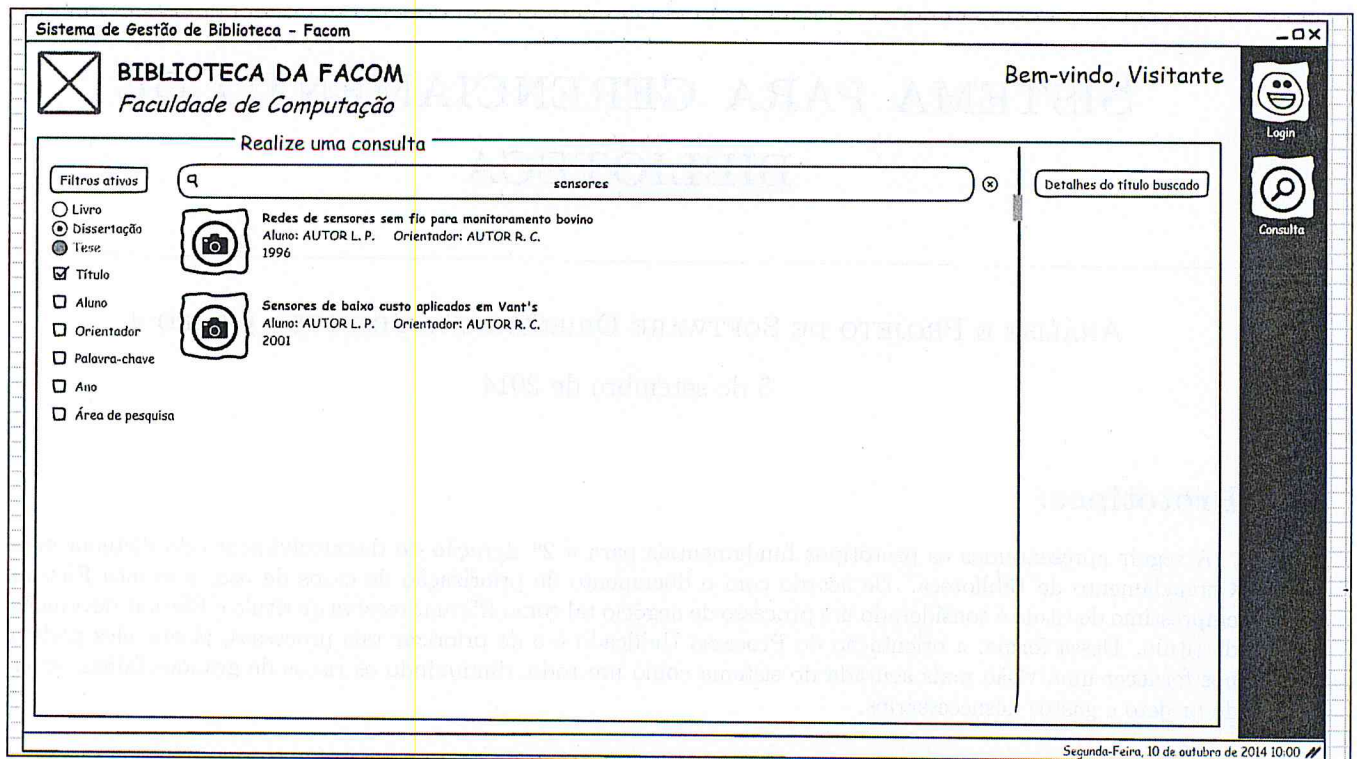 Sistema de Gestão de Biblioteca - Facom
BIBLIOTECA DA FACOM
Faculdade de Computação
Bem-vindo, Visitante
Login
Consulta
Realize uma consulta
Filtros ativos
sensores
Detalhes do título buscado
Livro
Dissertação
Tese
Título
Aluno
Orientador
Palavra-chave
Ano
Área de pesquisa
Redes de sensores sem fio para monitoramento bovino
Aluno: AUTOR L. P. Orientador: AUTOR R. C.
1996
Sensores de baixo custo aplicados em Vant's
Aluno: AUTOR L. P. Orientador: AUTOR R. C.
2001
Segunda-Feira, 10 de outubro de 2014 10:00